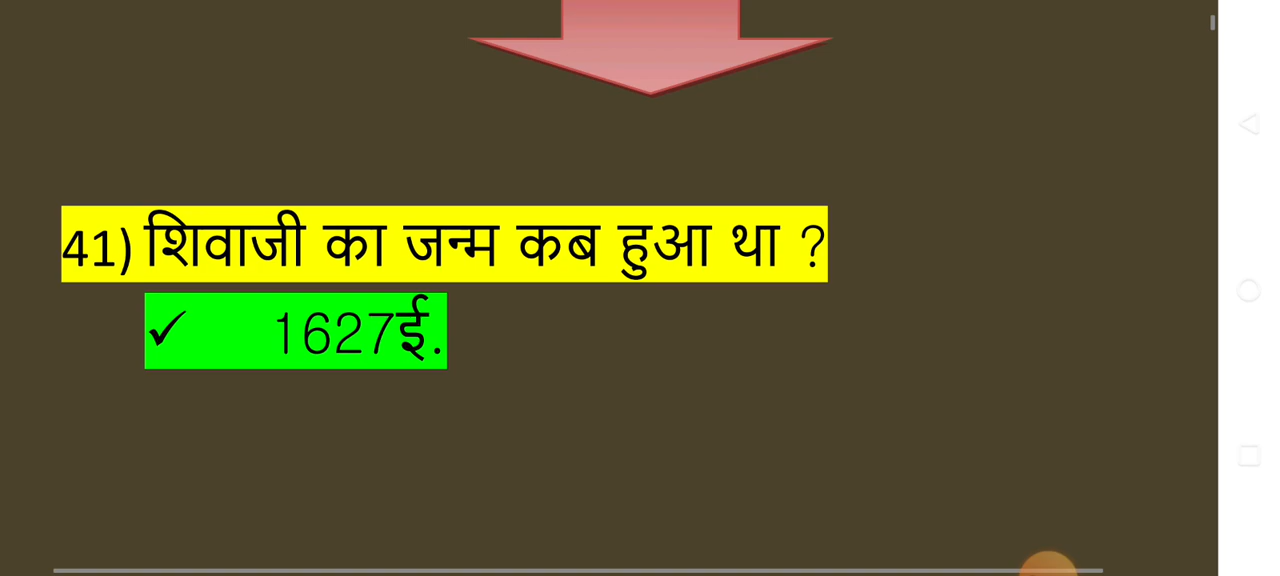 41) शिवाजी का जन्म कब हुआ था ?
✓ 1627ई.